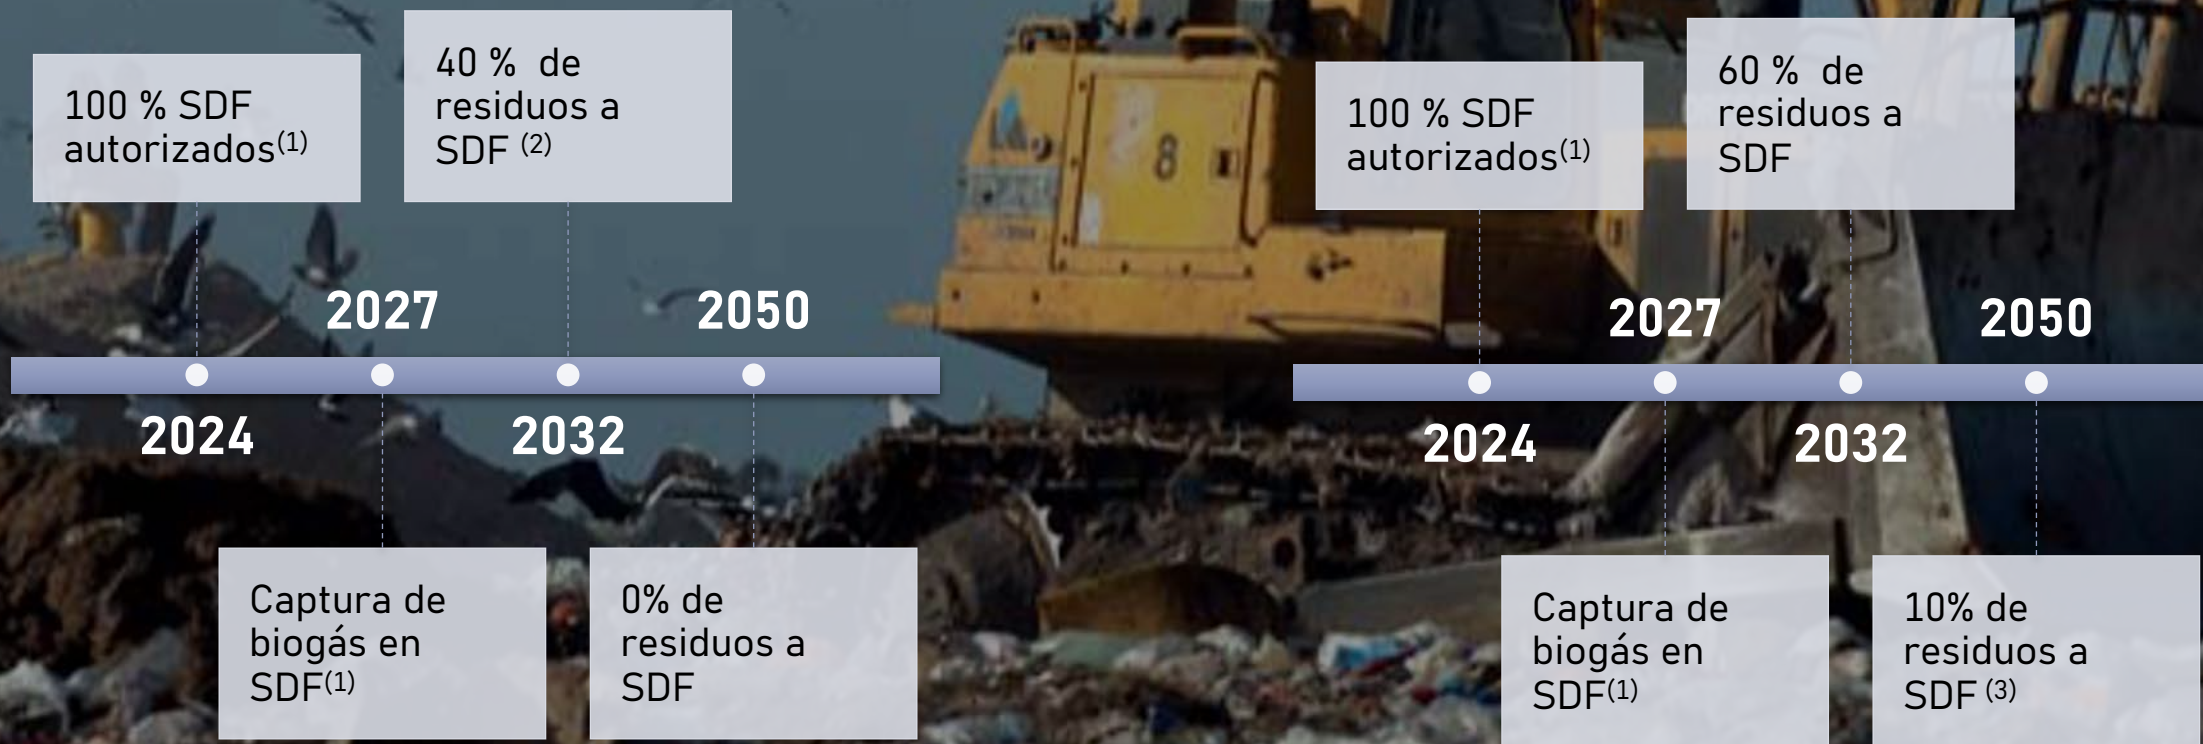 100 % SDF
autorizados(1)
40 % de
residuos a
SDF (2)
2027
2050
2024
2032
Captura de
biogás en
SDF(1)
0% de
residuos a
SDF
100 % SDF
autorizados(1)
60 % de
residuos a
SDF
2027
2050
2024
2032
Captura de
biogás en
SDF(1)
10% de
residuos a
SDF (3)
8